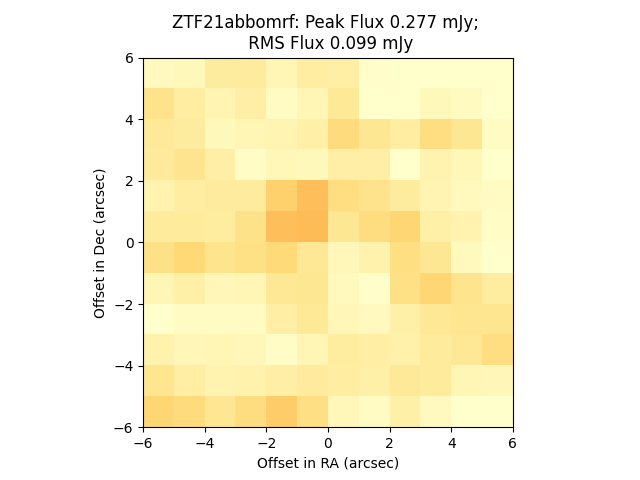 ZTF21abbomrf: Peak Flux 0.277 mJy;
RMS Flux 0.099 mJy
6
4
2
0
−2
−4
−6
Offset in Dec (arcsec)
−6 −4 −2 0 2 4 6
Offset in RA (arcsec)